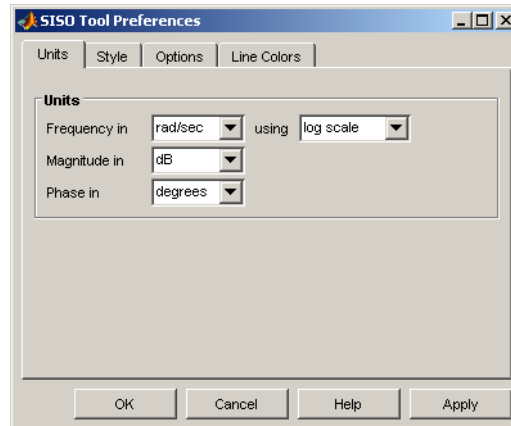 SISO Tool Preferences
Units Style Options Line Colors
Units
Frequency in rad/sec using log scale
Magnitude in dB
Phase in degrees
OK Cancel Help Apply